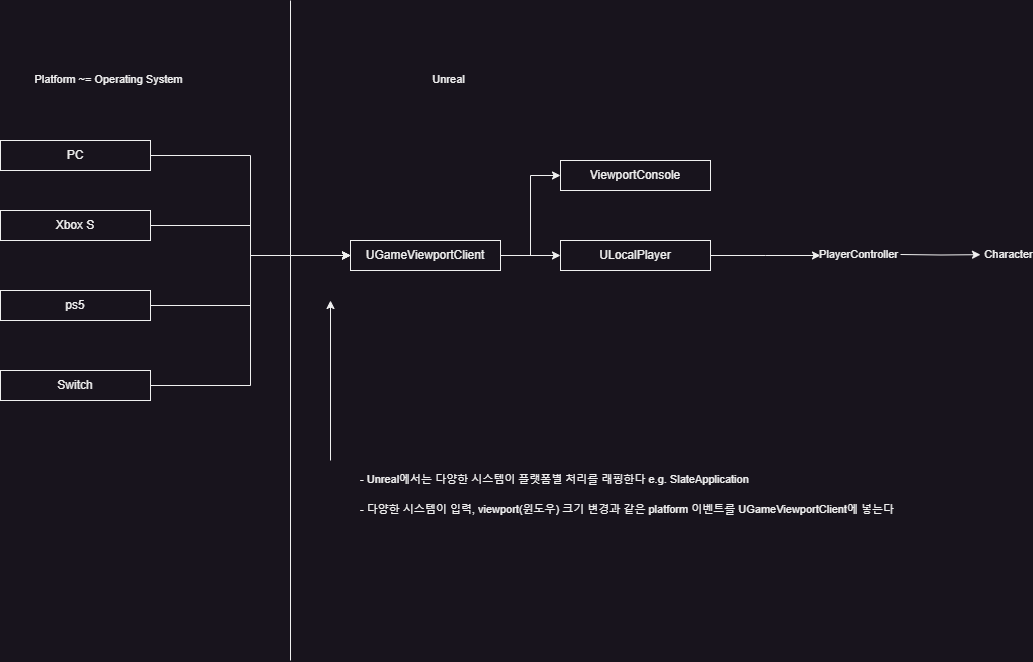 Platform ~= Operating System
Unreal
PC
Xbox S
ps5
Switch
ViewportConsole
UGameViewportClient
ULocalPlayer
PlayerController
Character
- Unreal에서는 다양한 시스템이 플랫폼별 처리를 래핑한다 e.g. SlateApplication
- 다양한 시스템이 입력, viewport(윈도우) 크기 변경과 같은 platform 이벤트를 UGameViewportClient에 넣는다